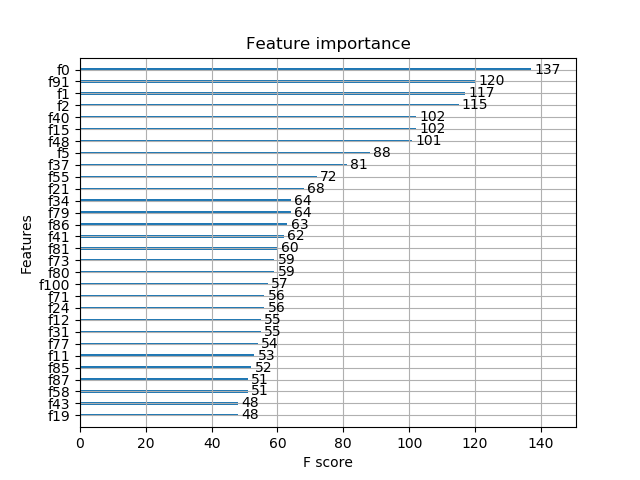 Feature importance
Features
f0 137
f91 120
f1 117
f2 115
f40 102
f15 102
f48 101
f5 88
f37 81
f55 72
f21 68
f34 64
f79 64
f86 63
f41 62
f81 60
f73 59
f80 59
f100 57
f71 56
f24 56
f12 55
f31 55
f77 54
f11 53
f85 52
f87 51
f58 51
f43 48
f19 48
0 20 40 60 80 100 120 140
F score